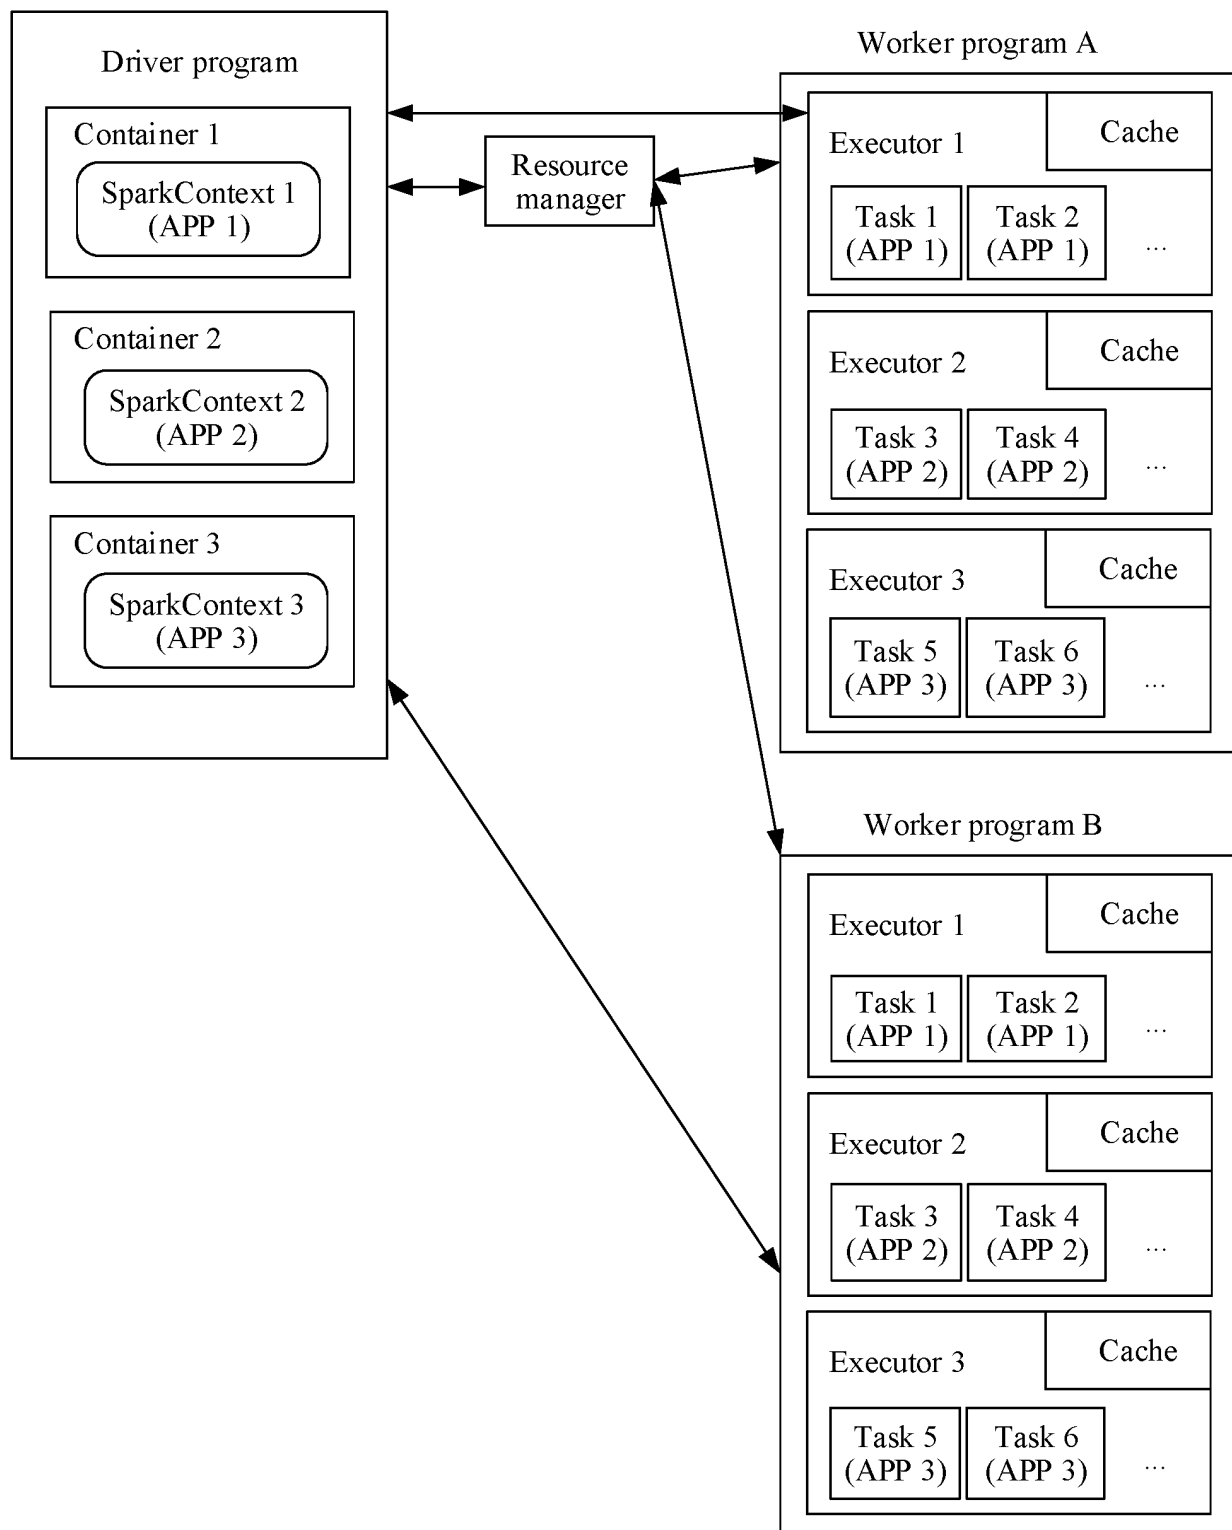 Driver program
Container 1
SparkContext 1
(APP 1)
Container 2
SparkContext 2
(APP 2)
Container 3
SparkContext 3
(APP 3)
Resource
manager
Worker program A
Executor 1
Cache
Task 1
(APP 1)
Task 2
(APP 1)
...
Executor 2
Cache
Task 3
(APP 2)
Task 4
(APP 2)
...
Executor 3
Cache
Task 5
(APP 3)
Task 6
(APP 3)
...
Worker program B
Executor 1
Cache
Task 1
(APP 1)
Task 2
(APP 1)
...
Executor 2
Cache
Task 3
(APP 2)
Task 4
(APP 2)
...
Executor 3
Cache
Task 5
(APP 3)
Task 6
(APP 3)
...